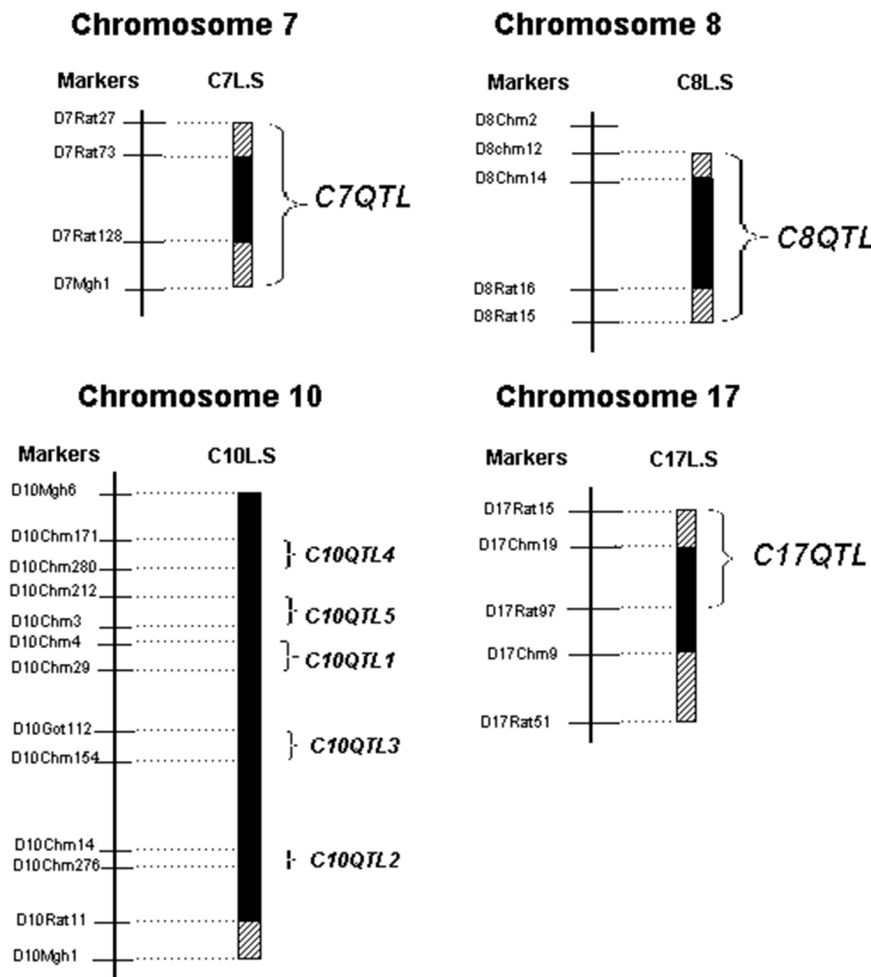 Chromosome 7
Markers C7L.S
D7Rat27
D7Rat73
C7QTL
D7Rat128
D7Mgh1
Chromosome 8
Markers C8L.S
D8Chm2
D8chm12
D8Chm14
C8QTL
D8Rat16
D8Rat15
Chromosome 10
Markers C10L.S
D10Mgh6
D10Chm171
C10QTL4
D10Chm280
D10Chm212
C10QTL5
D10Chm3
D10Chm4
C10QTL1
D10Chm29
D10Got112
C10QTL3
D10Chm154
D10Chm14
C10QTL2
D10Chm276
D10Rat11
D10Mgh1
Chromosome 17
Markers C17L.S
D17Rat15
D17Chm19
C17QTL
D17Rat97
D17Chm9
D17Rat51